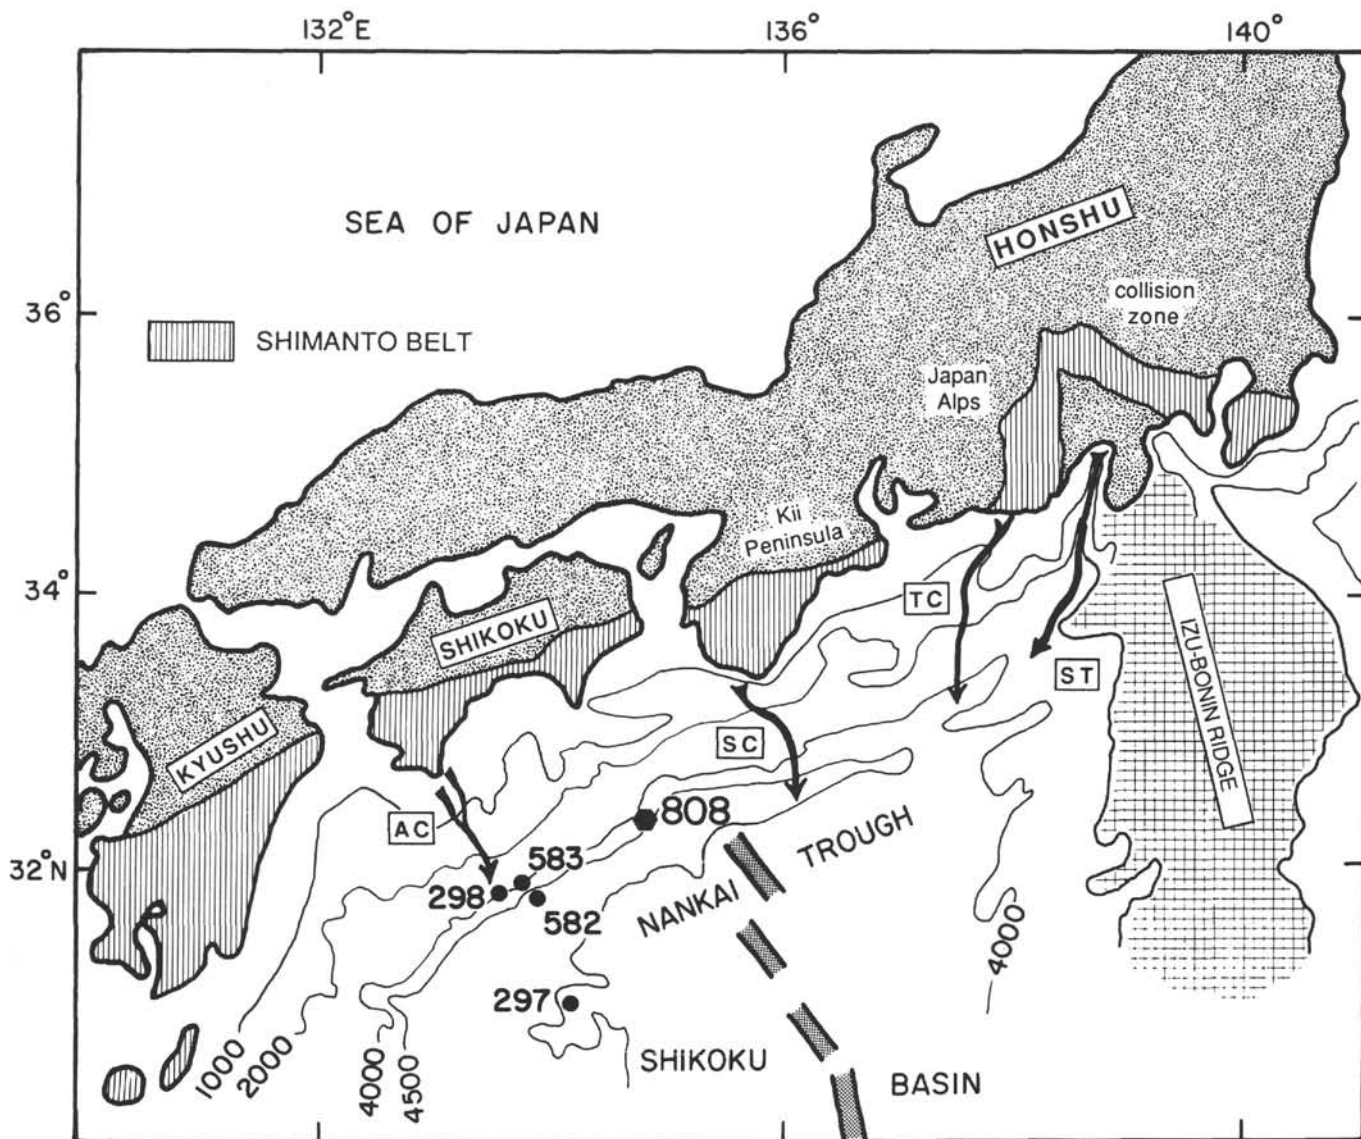 132°E
136°
140°
SEA OF JAPAN
HONSHU
36°
collision
zone
SHIMANTO BELT
Japan
Alps
Kii
Peninsula
34°
TC
SHIKOKU
IZU-BONIN RIDGE
ST
KYUSHU
SC
808
AC
TROUGH
583
32°N
298
NANKAI
582
4000
297
1000
2000
4000
4500
SHIKOKU
BASIN